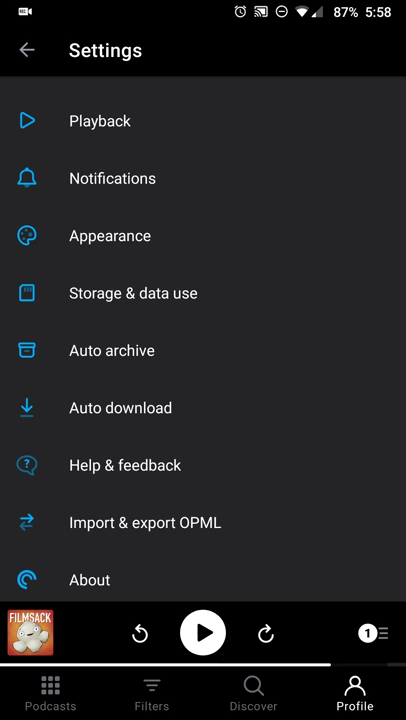 REC
87% 5:58
Settings
Playback
Notifications
Appearance
Storage & data use
Auto archive
Auto download
Help & feedback
Import & export OPML
About
FILMSACK
1
Podcasts
Filters
Discover
Profile